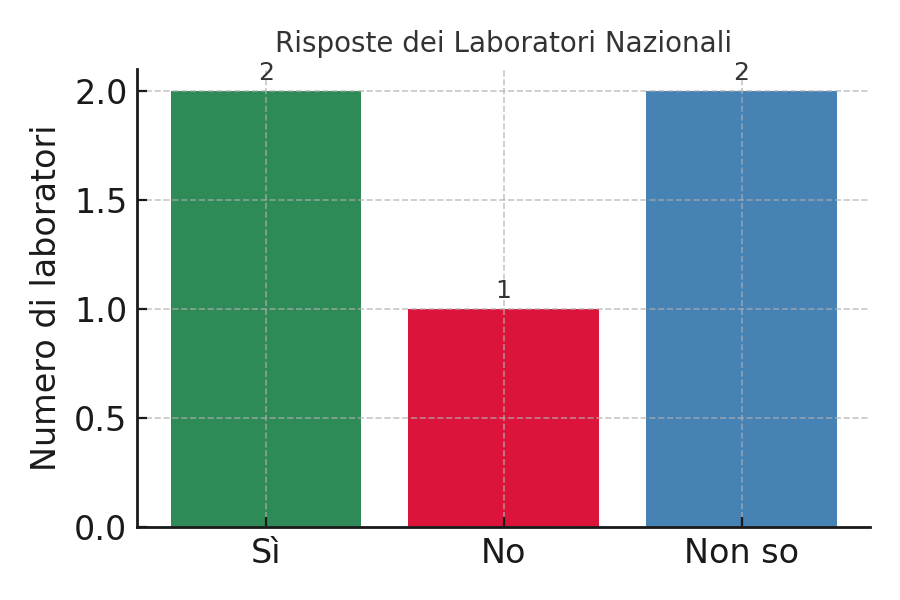 Risposte dei Laboratori Nazionali
Numero di laboratori
2.0
1.5
1.0
0.5
0.0
2
1
2
Sì
No
Non so